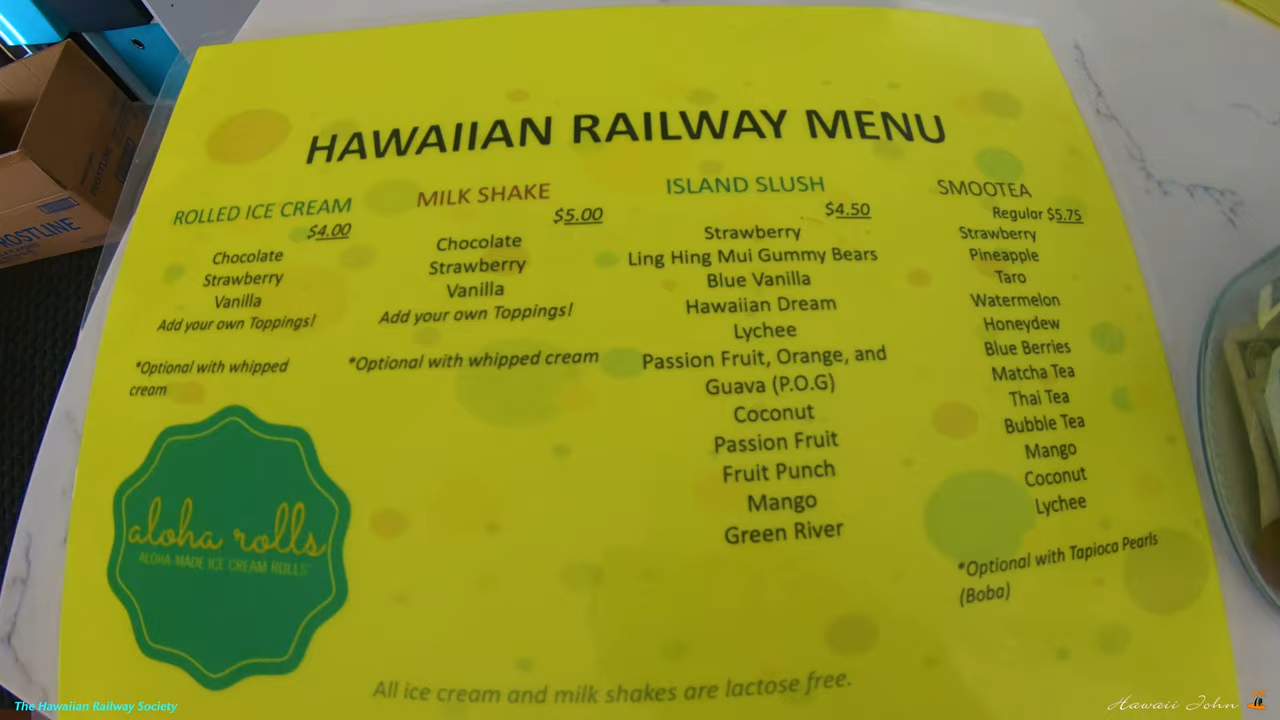 HAWAIIAN RAILWAY MENU
ROLLED ICE CREAM
$4.00
Chocolate
Strawberry
Vanilla
Add your own Toppings!
*Optional with whipped
cream
MILK SHAKE
$5.00
Chocolate
Strawberry
Vanilla
Add your own Toppings!
*Optional with whipped cream
ISLAND SLUSH
$4.50
Strawberry
Ling Hing Mui Gummy Bears
Blue Vanilla
Hawaiian Dream
Lychee
Passion Fruit, Orange, and
Guava (P.O.G)
Coconut
Passion Fruit
Fruit Punch
Mango
Green River
SMOOTEA
Regular $5.75
Strawberry
Pineapple
Taro
Watermelon
Honeydew
Blue Berries
Matcha Tea
Thai Tea
Bubble Tea
Mango
Coconut
Lychee
*Optional with Tapioca Pearls
(Boba)
aloha rolls
"ALOHA MADE ICE CREAM ROLLS"
All ice cream and milk shakes are lactose free.
The Hawaiian Railway Society
Hawaii John